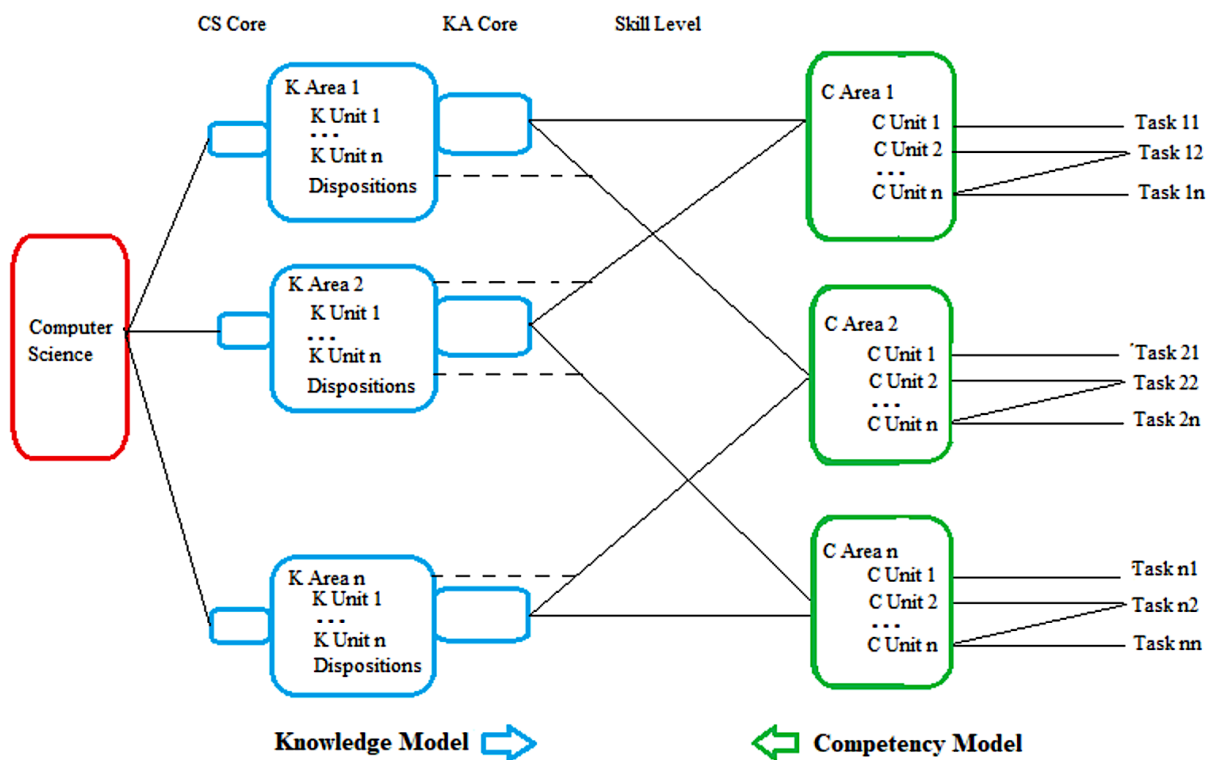 CS Core
KA Core
Skill Level
K Area 1
K Unit 1
...
K Unit n
Dispositions
C Area 1
C Unit 1
C Unit 2
...
C Unit n
Task 11
Task 12
Task 1n
Computer
Science
K Area 2
K Unit 1
...
K Unit n
Dispositions
C Area 2
C Unit 1
C Unit 2
...
C Unit n
Task 21
Task 22
Task 2n
K Area n
K Unit 1
...
K Unit n
Dispositions
C Area n
C Unit 1
C Unit 2
...
C Unit n
Task n1
Task n2
Task nn
Knowledge Model
Competency Model